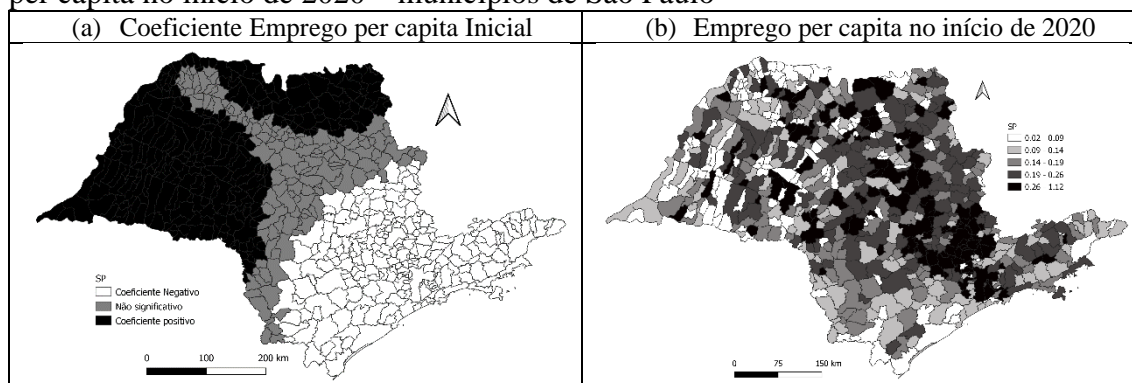 per capita no início de 2020 – municípios de São Paulo
(a) Coeficiente Emprego per capita Inicial
(b) Emprego per capita no início de 2020
SP
Coeficiente Negativo
Não significativo
Coeficiente positivo
0 100 200 km
SP
0.02 - 0.09
0.09 - 0.14
0.14 - 0.19
0.19 - 0.26
0.26 - 1.12
0 75 150 km